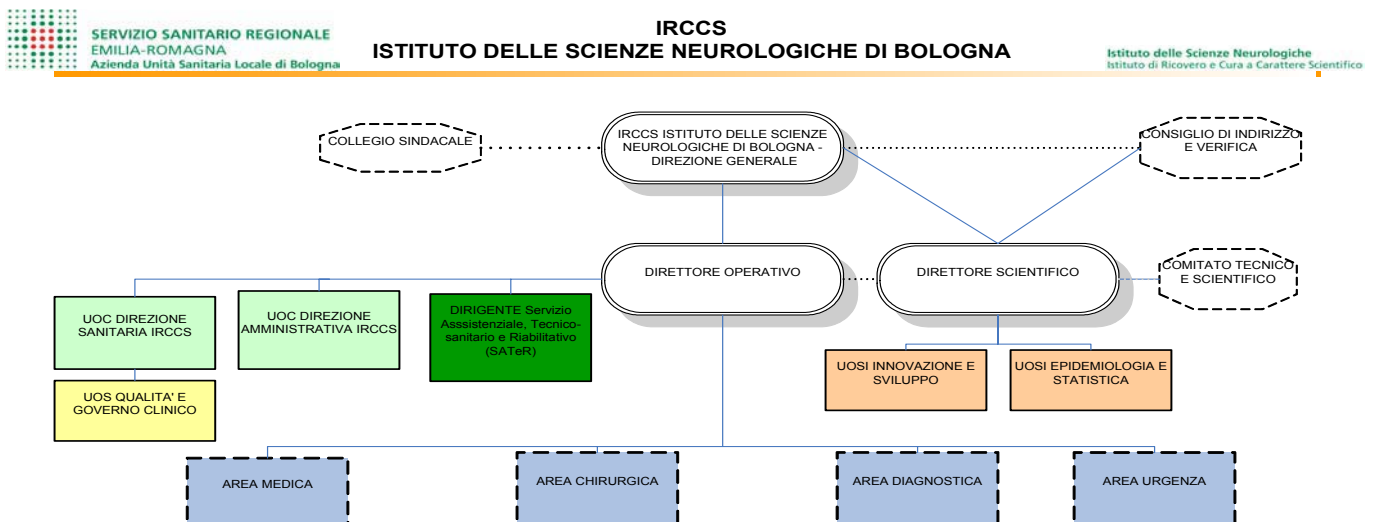 SERVIZIO SANITARIO REGIONALE
EMILIA-ROMAGNA
Azienda Unità Sanitaria Locale di Bologna
IRCCS
ISTITUTO DELLE SCIENZE NEUROLOGICHE DI BOLOGNA
Istituto delle Scienze Neurologiche
Istituto di Ricovero e Cura a Carattere Scientifico
COLLEGIO SINDACALE
IRCCS ISTITUTO DELLE SCIENZE
NEUROLOGICHE DI BOLOGNA -
DIREZIONE GENERALE
CONSIGLIO DI INDIRIZZO
E VERIFICA
DIRETTORE OPERATIVO
DIRETTORE SCIENTIFICO
COMITATO TECNICO
E SCIENTIFICO
UOC DIREZIONE
SANITARIA IRCCS
UOC DIREZIONE
AMMINISTRATIVA IRCCS
DIRIGENTE Servizio
Asssistenziale, Tecnico-
sanitario e Riabilitativo
(SATeR)
UOSI INNOVAZIONE E
SVILUPPO
UOSI EPIDEMIOLOGIA E
STATISTICA
UOS QUALITA' E
GOVERNO CLINICO
AREA MEDICA
AREA CHIRURGICA
AREA DIAGNOSTICA
AREA URGENZA